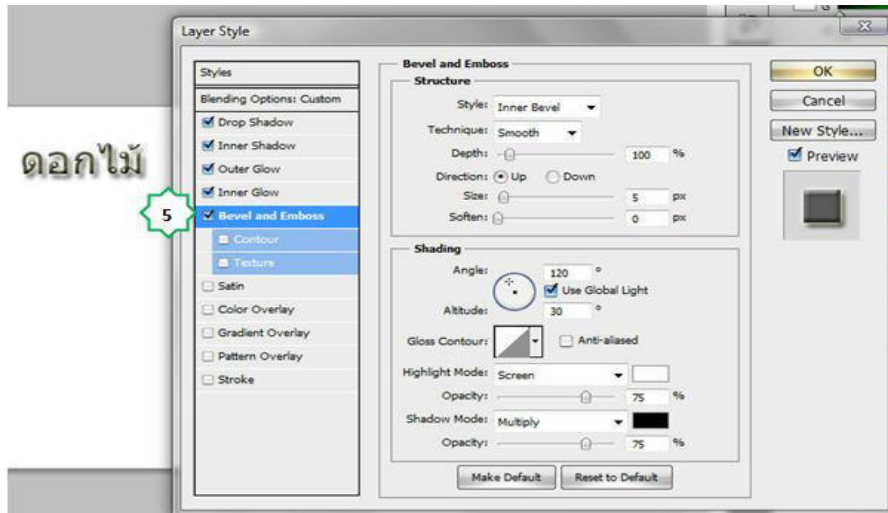 G
Layer Style
Styles
Blending Options: Custom
Drop Shadow
Inner Shadow
Outer Glow
Inner Glow
Bevel and Emboss
Contour
Texture
Satin
Color Overlay
Gradient Overlay
Pattern Overlay
Stroke
ดอกไม้
5
Bevel and Emboss
Structure
Style: Inner Bevel
Technique: Smooth
Depth: 100 %
Direction: Up Down
Size: 5 px
Soften: 0 px
Shading
Angle: 120 °
Use Global Light
Altitude: 30 °
Gloss Contour: Anti-aliased
Highlight Mode: Screen
Opacity: 75 %
Shadow Mode: Multiply
Opacity: 75 %
Make Default Reset to Default
OK
Cancel
New Style...
Preview